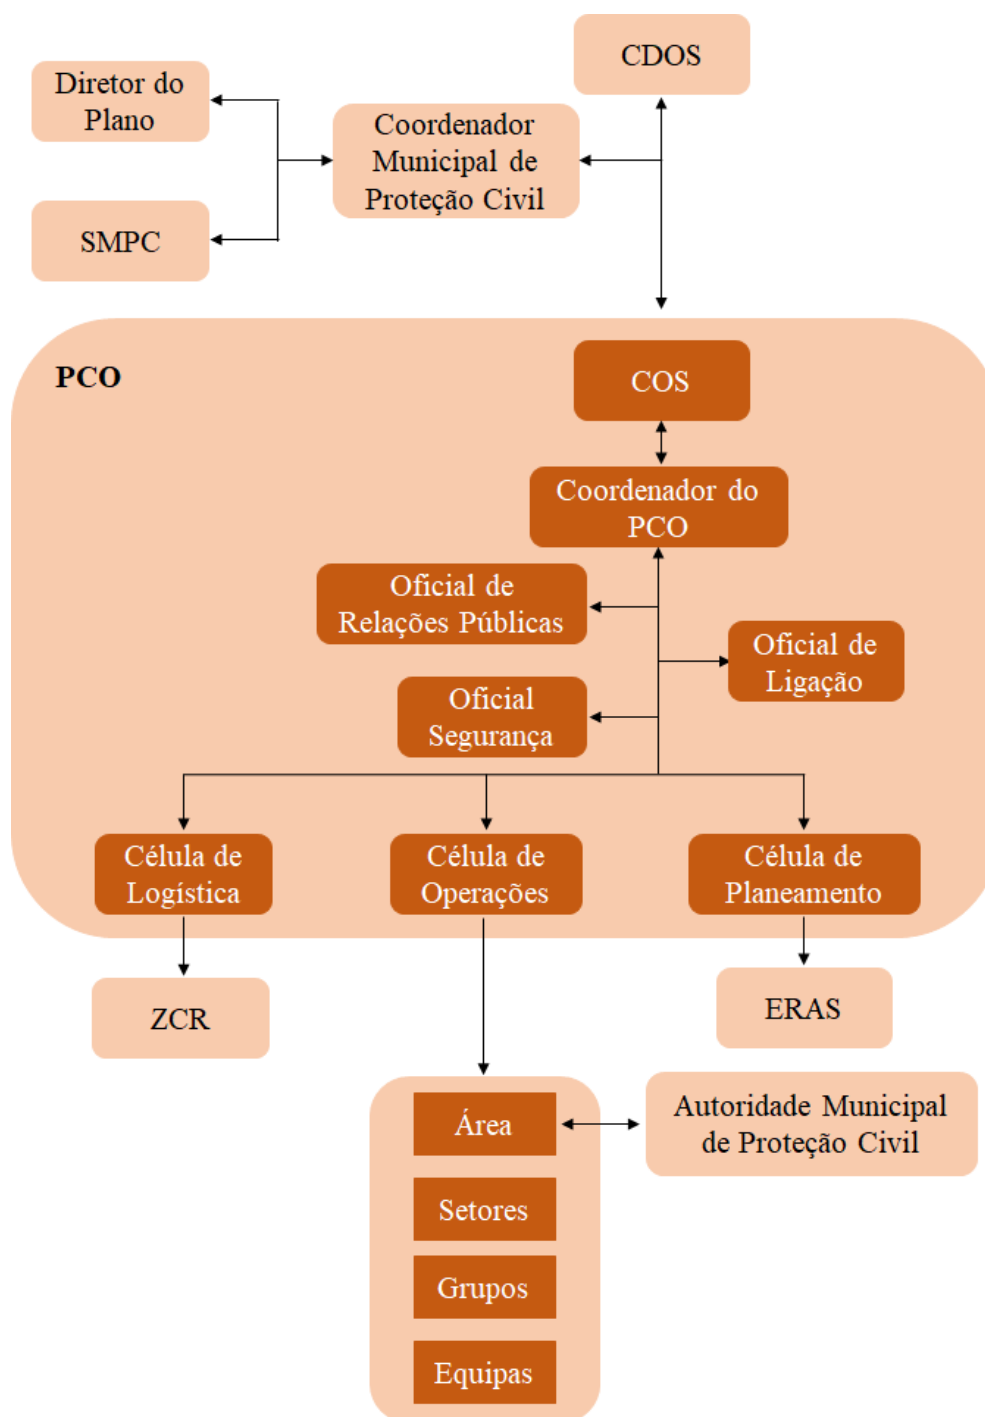 CDOS
Diretor do
Plano
Coordenador
Municipal de
Proteção Civil
SMPC
PCO
COS
Coordenador do
PCO
Oficial de
Relações Públicas
Oficial de
Ligação
Oficial
Segurança
Célula de
Logística
Célula de
Operações
Célula de
Planeamento
ZCR
ERAS
Área
Autoridade Municipal
de Proteção Civil
Setores
Grupos
Equipas